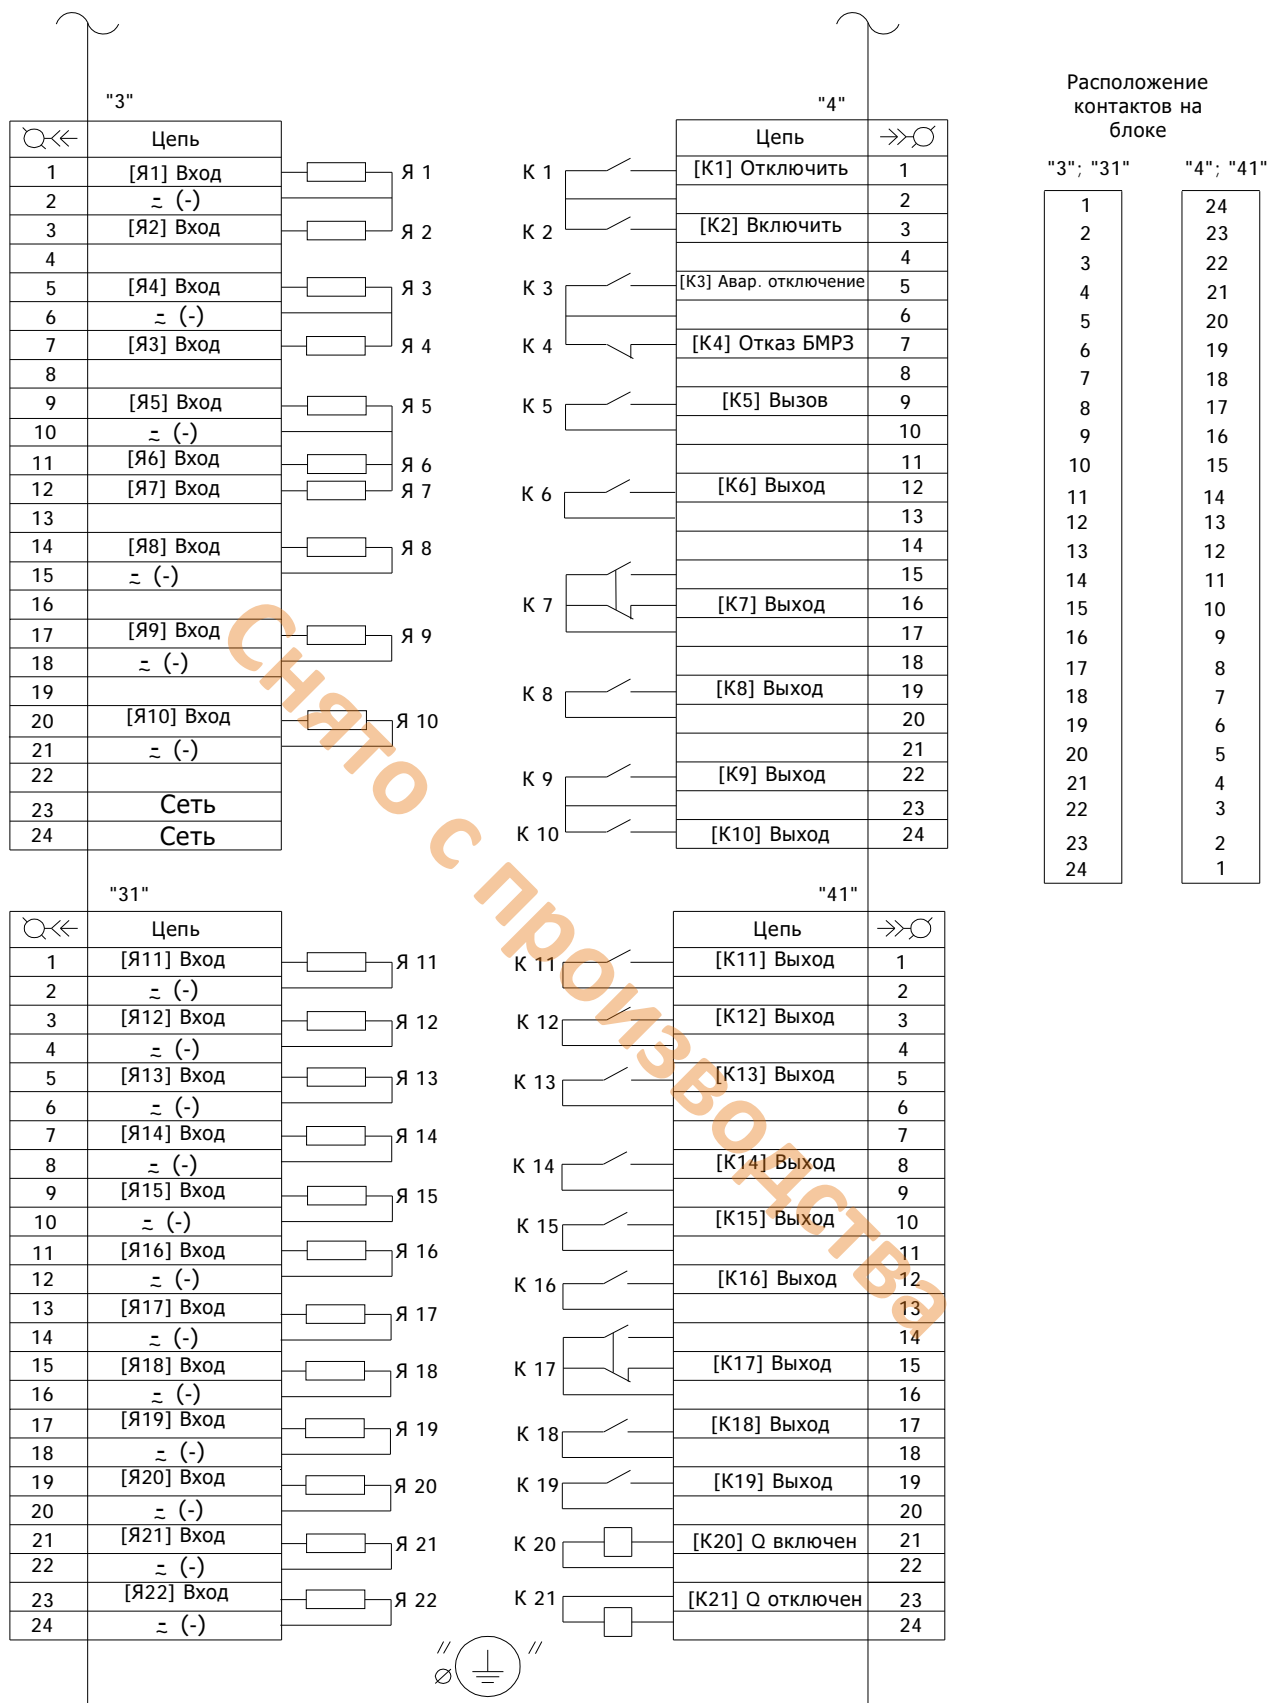 "3"
Цепь
1 [Я1] Вход Я 1
2 ~ (-)
3 [Я2] Вход Я 2
4
5 [Я4] Вход Я 3
6 ~ (-)
7 [Я3] Вход Я 4
8
9 [Я5] Вход Я 5
10 ~ (-)
11 [Я6] Вход Я 6
12 [Я7] Вход Я 7
13
14 [Я8] Вход Я 8
15 ~ (-)
16
17 [Я9] Вход Я 9
18 ~ (-)
19
20 [Я10] Вход Я 10
21 ~ (-)
22
23 Сеть
24 Сеть
"4"
Цепь
К 1 [К1] Отключить 1
2
К 2 [К2] Включить 3
4
К 3 [К3] Авар. отключение 5
6
К 4 [К4] Отказ БМРЗ 7
8
К 5 [К5] Вызов 9
10
11
К 6 [К6] Выход 12
13
14
15
К 7 [К7] Выход 16
17
18
К 8 [К8] Выход 19
20
21
К 9 [К9] Выход 22
23
К 10 [К10] Выход 24
Расположение
контактов на
блоке
"3"; "31" "4"; "41"
1 24
2 23
3 22
4 21
5 20
6 19
7 18
8 17
9 16
10 15
11 14
12 13
13 12
14 11
15 10
16 9
17 8
18 7
19 6
20 5
21 4
22 3
23 2
24 1
"31"
Цепь
1 [Я11] Вход Я 11
2 ~ (-)
3 [Я12] Вход Я 12
4 ~ (-)
5 [Я13] Вход Я 13
6 ~ (-)
7 [Я14] Вход Я 14
8 ~ (-)
9 [Я15] Вход Я 15
10 ~ (-)
11 [Я16] Вход Я 16
12 ~ (-)
13 [Я17] Вход Я 17
14 ~ (-)
15 [Я18] Вход Я 18
16 ~ (-)
17 [Я19] Вход Я 19
18 ~ (-)
19 [Я20] Вход Я 20
20 ~ (-)
21 [Я21] Вход Я 21
22 ~ (-)
23 [Я22] Вход Я 22
24 ~ (-)
"41"
Цепь
К 11 [К11] Выход 1
2
К 12 [К12] Выход 3
4
К 13 [К13] Выход 5
6
7
К 14 [К14] Выход 8
9
К 15 [К15] Выход 10
11
К 16 [К16] Выход 12
13
14
К 17 [К17] Выход 15
16
К 18 [К18] Выход 17
18
К 19 [К19] Выход 19
20
К 20 [К20] Q включен 21
22
К 21 [К21] Q отключен 23
24
Снято с производства